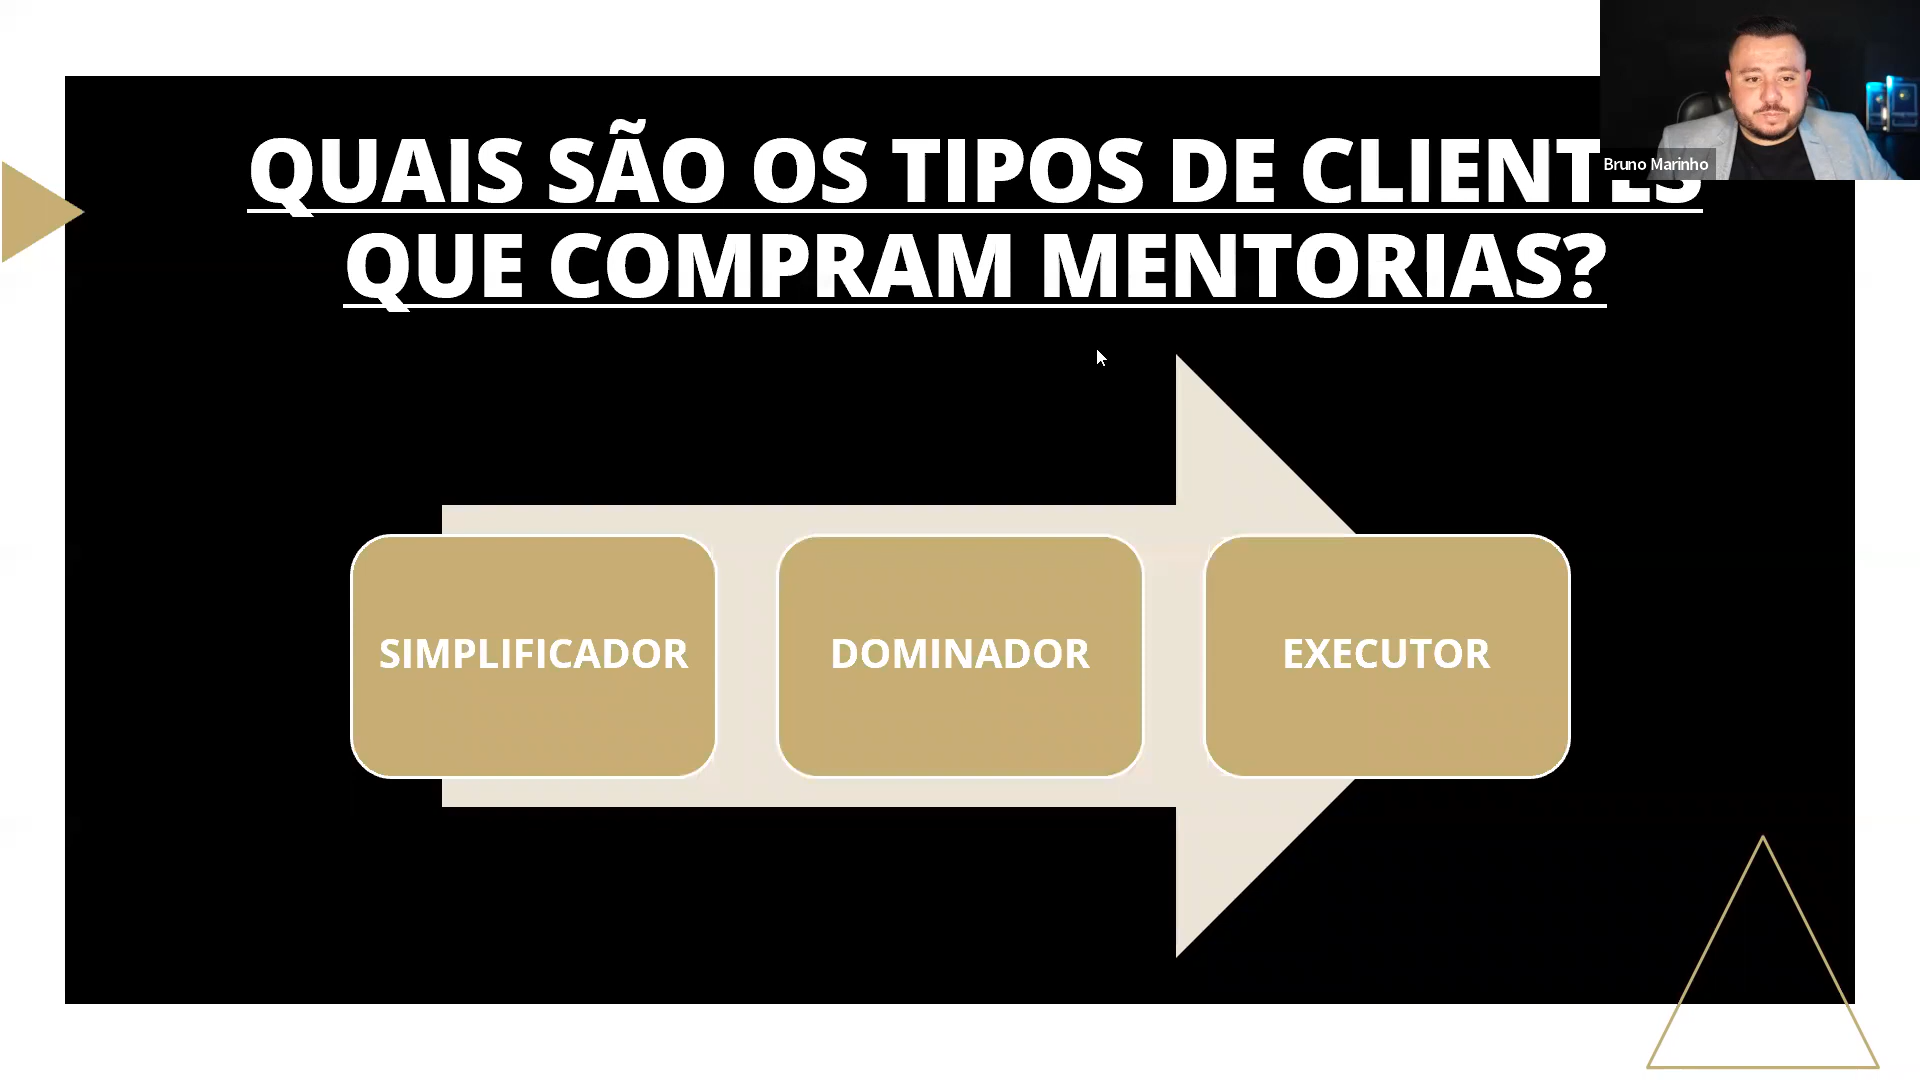 QUAIS SÃO OS TIPOS DE CLIENTES
QUE COMPRAM MENTORIAS?
Bruno Marinho
SIMPLIFICADOR
DOMINADOR
EXECUTOR